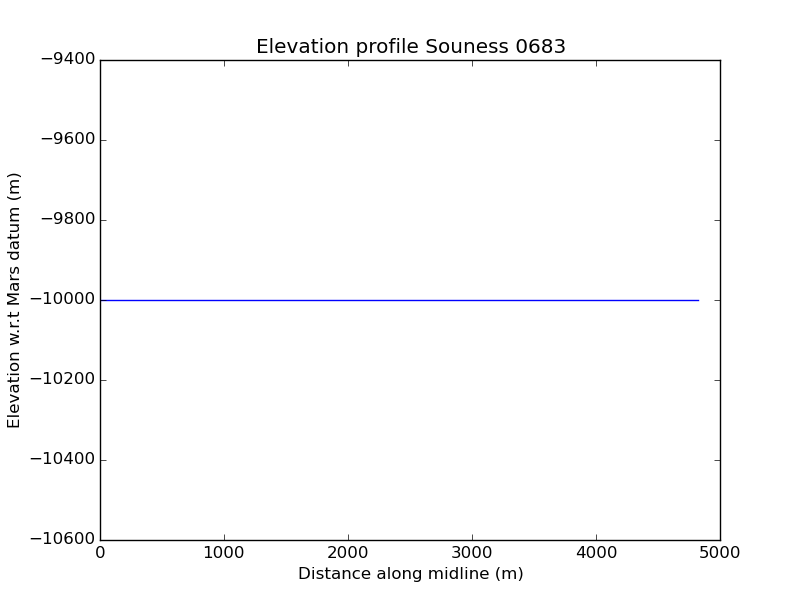 Elevation profile Souness 0683
Elevation w.r.t Mars datum (m)
−9400
−9600
−9800
−10000
−10200
−10400
−10600
0 1000 2000 3000 4000 5000
Distance along midline (m)